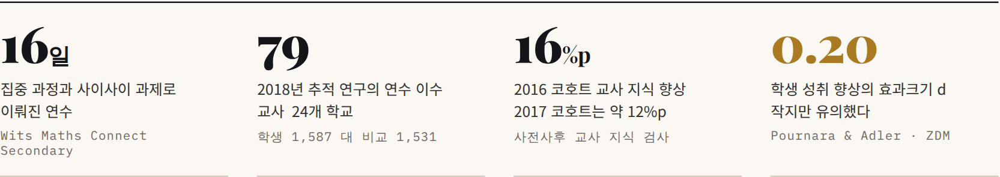 16일
집중 과정과 사이사이 과제로
이뤄진 연수
Wits Maths Connect
Secondary
79
2018년 추적 연구의 연수 이수
교사 24개 학교
학생 1,587 대 비교 1,531
16%p
2016 코호트 교사 지식 향상
2017 코호트는 약 12%p
사전사후 교사 지식 검사
0.20
학생 성취 향상의 효과크기 d
작지만 유의했다
Pournara & Adler · ZDM